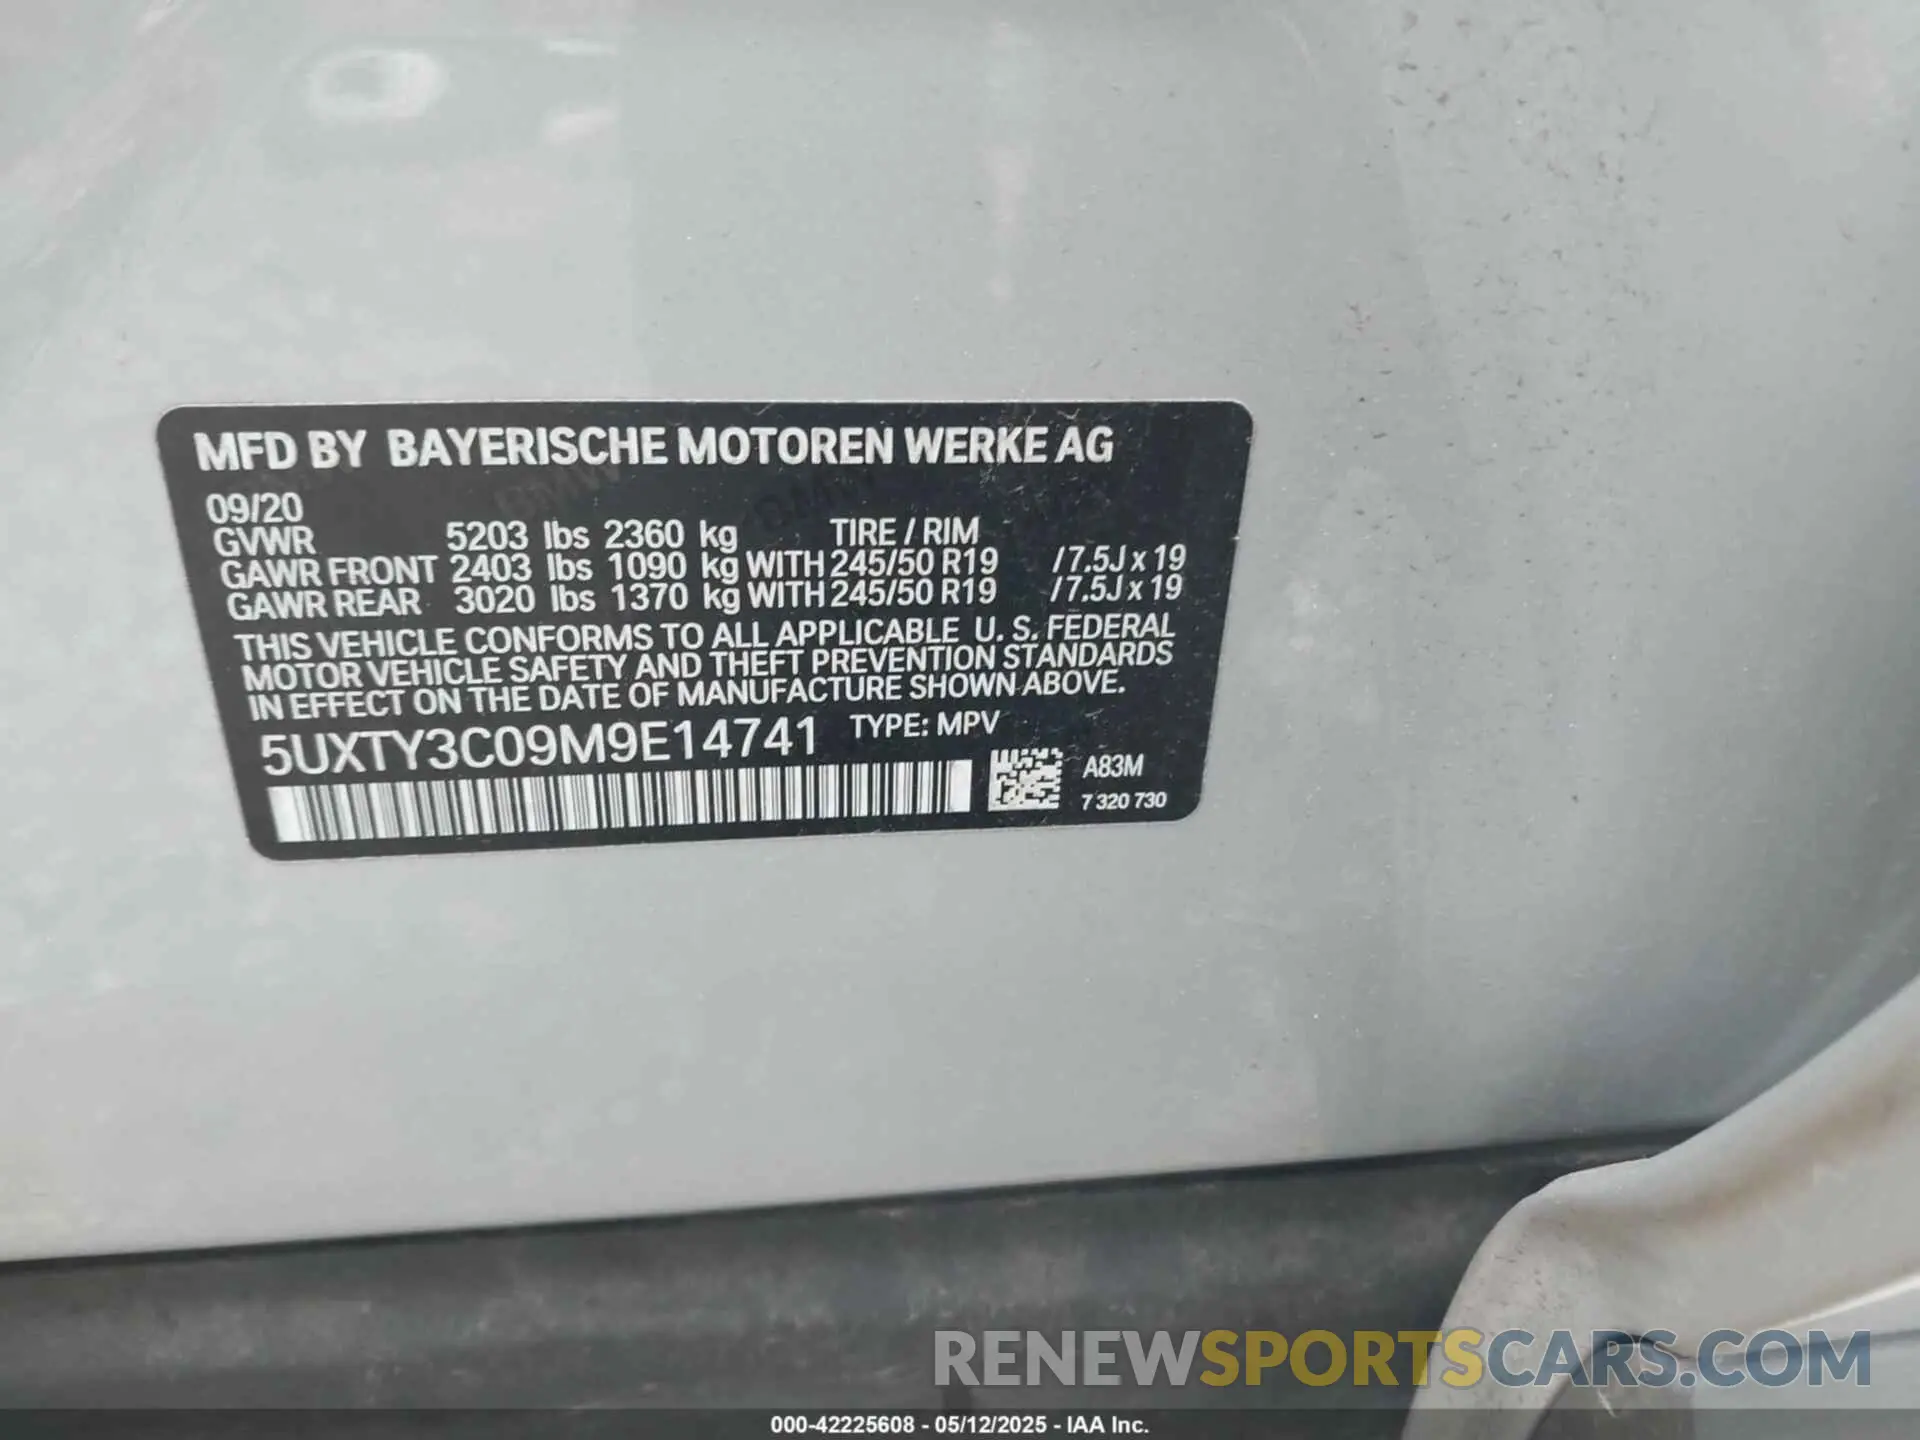 MFD BY BAYERISCHE MOTOREN WERKE AG
09/20
GVWR 5203 lbs 2360 kg TIRE / RIM
GAWR FRONT 2403 lbs 1090 kg WITH 245/50 R19 /7.5J x 19
GAWR REAR 3020 lbs 1370 kg WITH 245/50 R19 /7.5J x 19
THIS VEHICLE CONFORMS TO ALL APPLICABLE U. S. FEDERAL
MOTOR VEHICLE SAFETY AND THEFT PREVENTION STANDARDS
IN EFFECT ON THE DATE OF MANUFACTURE SHOWN ABOVE.
5UXTY3C09M9E14741 TYPE: MPV
A83M
7 320 730
RENEWSPORTSCARS.COM
000-42225608 - 05/12/2025 - IAA Inc.